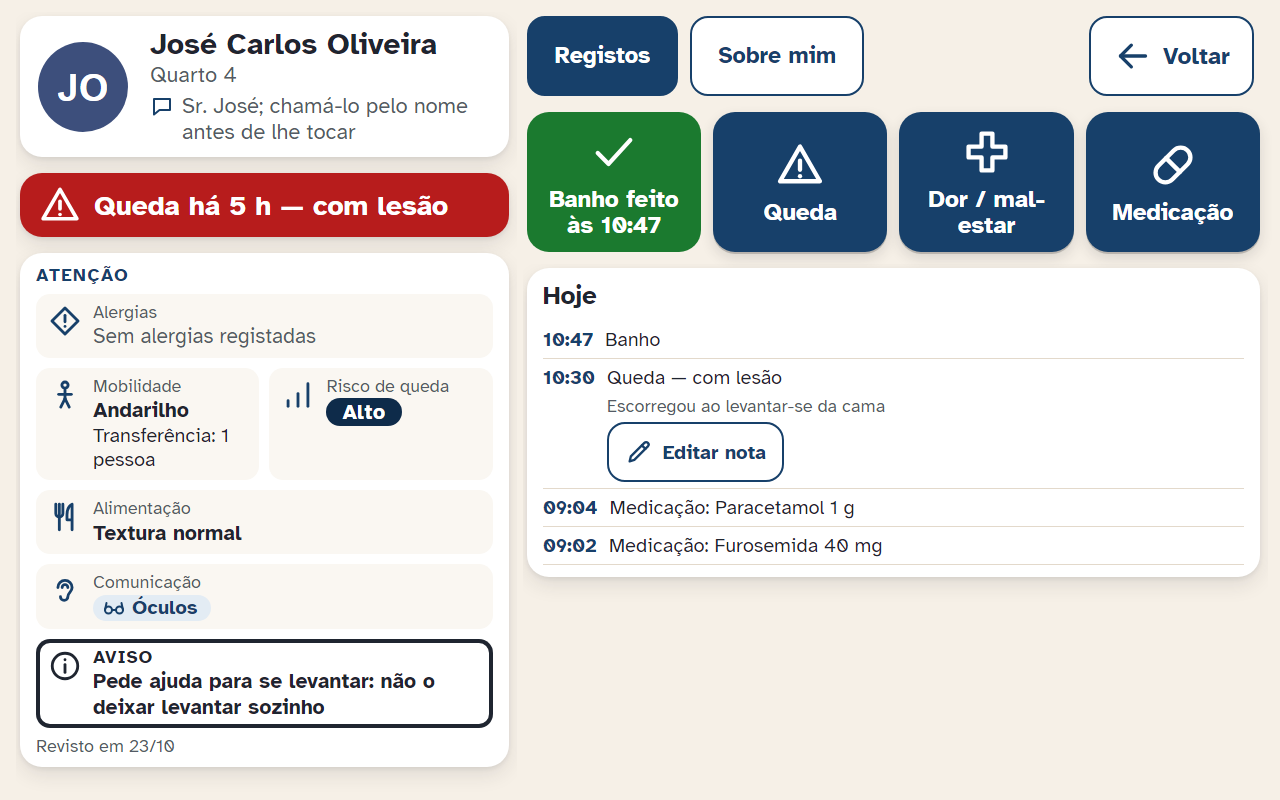 JO
José Carlos Oliveira
Quarto 4
Sr. José; chamá-lo pelo nome
antes de lhe tocar
Queda há 5 h — com lesão
ATENÇÃO
Alergias
Sem alergias registadas
Mobilidade
Andarilho
Transferência: 1
pessoa
Risco de queda
Alto
Alimentação
Textura normal
Comunicação
Óculos
AVISO
Pede ajuda para se levantar: não o
deixar levantar sozinho
Revisto em 23/10
Registos
Sobre mim
Voltar
Banho feito
às 10:47
Queda
Dor / mal-
estar
Medicação
Hoje
10:47 Banho
10:30 Queda — com lesão
Escorregou ao levantar-se da cama
Editar nota
09:04 Medicação: Paracetamol 1 g
09:02 Medicação: Furosemida 40 mg